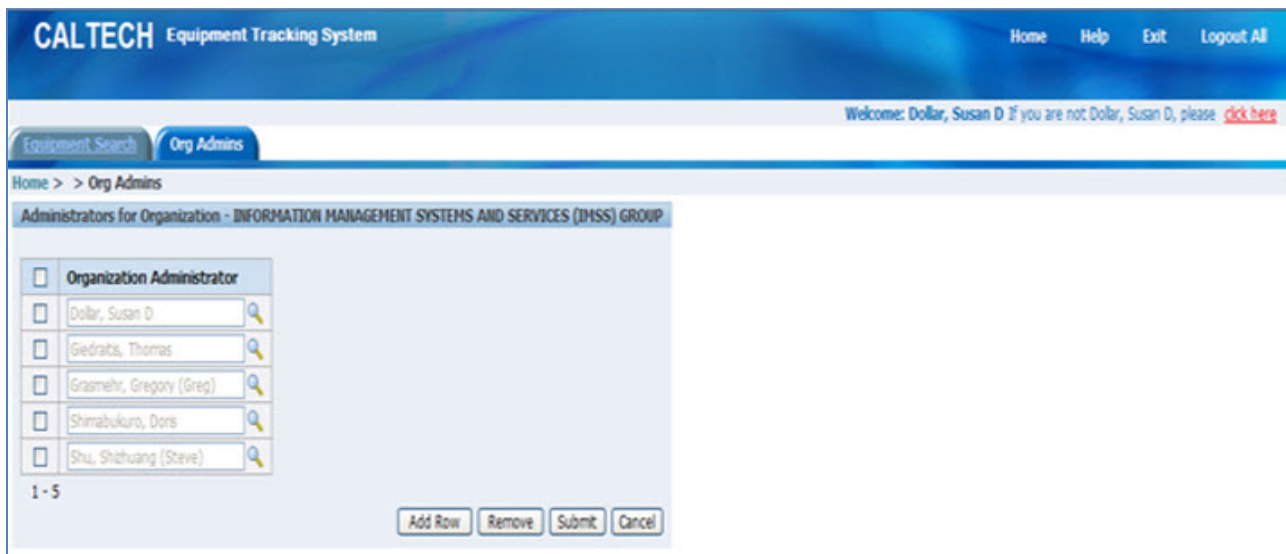 CALTECH Equipment Tracking System
Home Help Exit Logout All
Welcome: Dollar, Susan D If you are not Dollar, Susan D, please click here
Equipment Search Org Admins
Home > > Org Admins
Administrators for Organization - INFORMATION MANAGEMENT SYSTEMS AND SERVICES (IMSS) GROUP
Organization Administrator
Dollar, Susan D
Giedraitis, Thomas
Grasmehr, Gregory (Greg)
Shimabukuro, Doris
Shu, Shizhuang (Steve)
1 - 5
Add Row Remove Submit Cancel